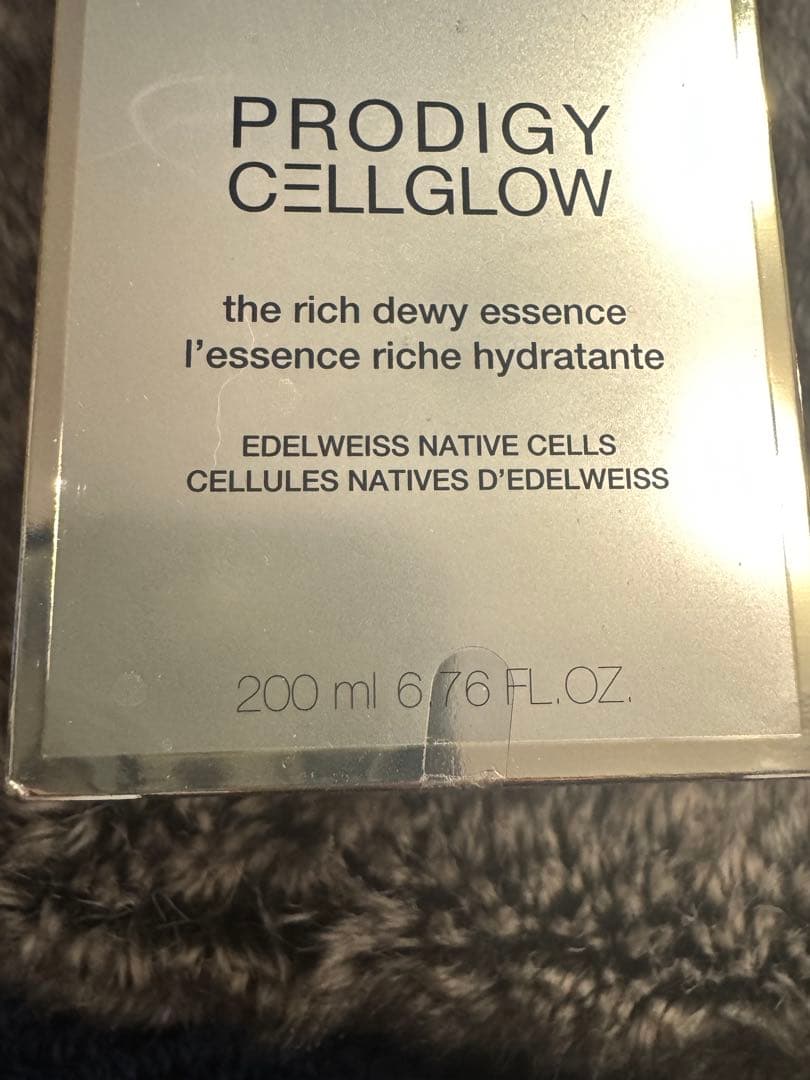 PRODIGY
CELLGLOW
the rich dewy essence
l'essence riche hydratante
EDELWEISS NATIVE CELLS
CELLULES NATIVES D'EDELWEISS
200 ml 6.76 FL.OZ.